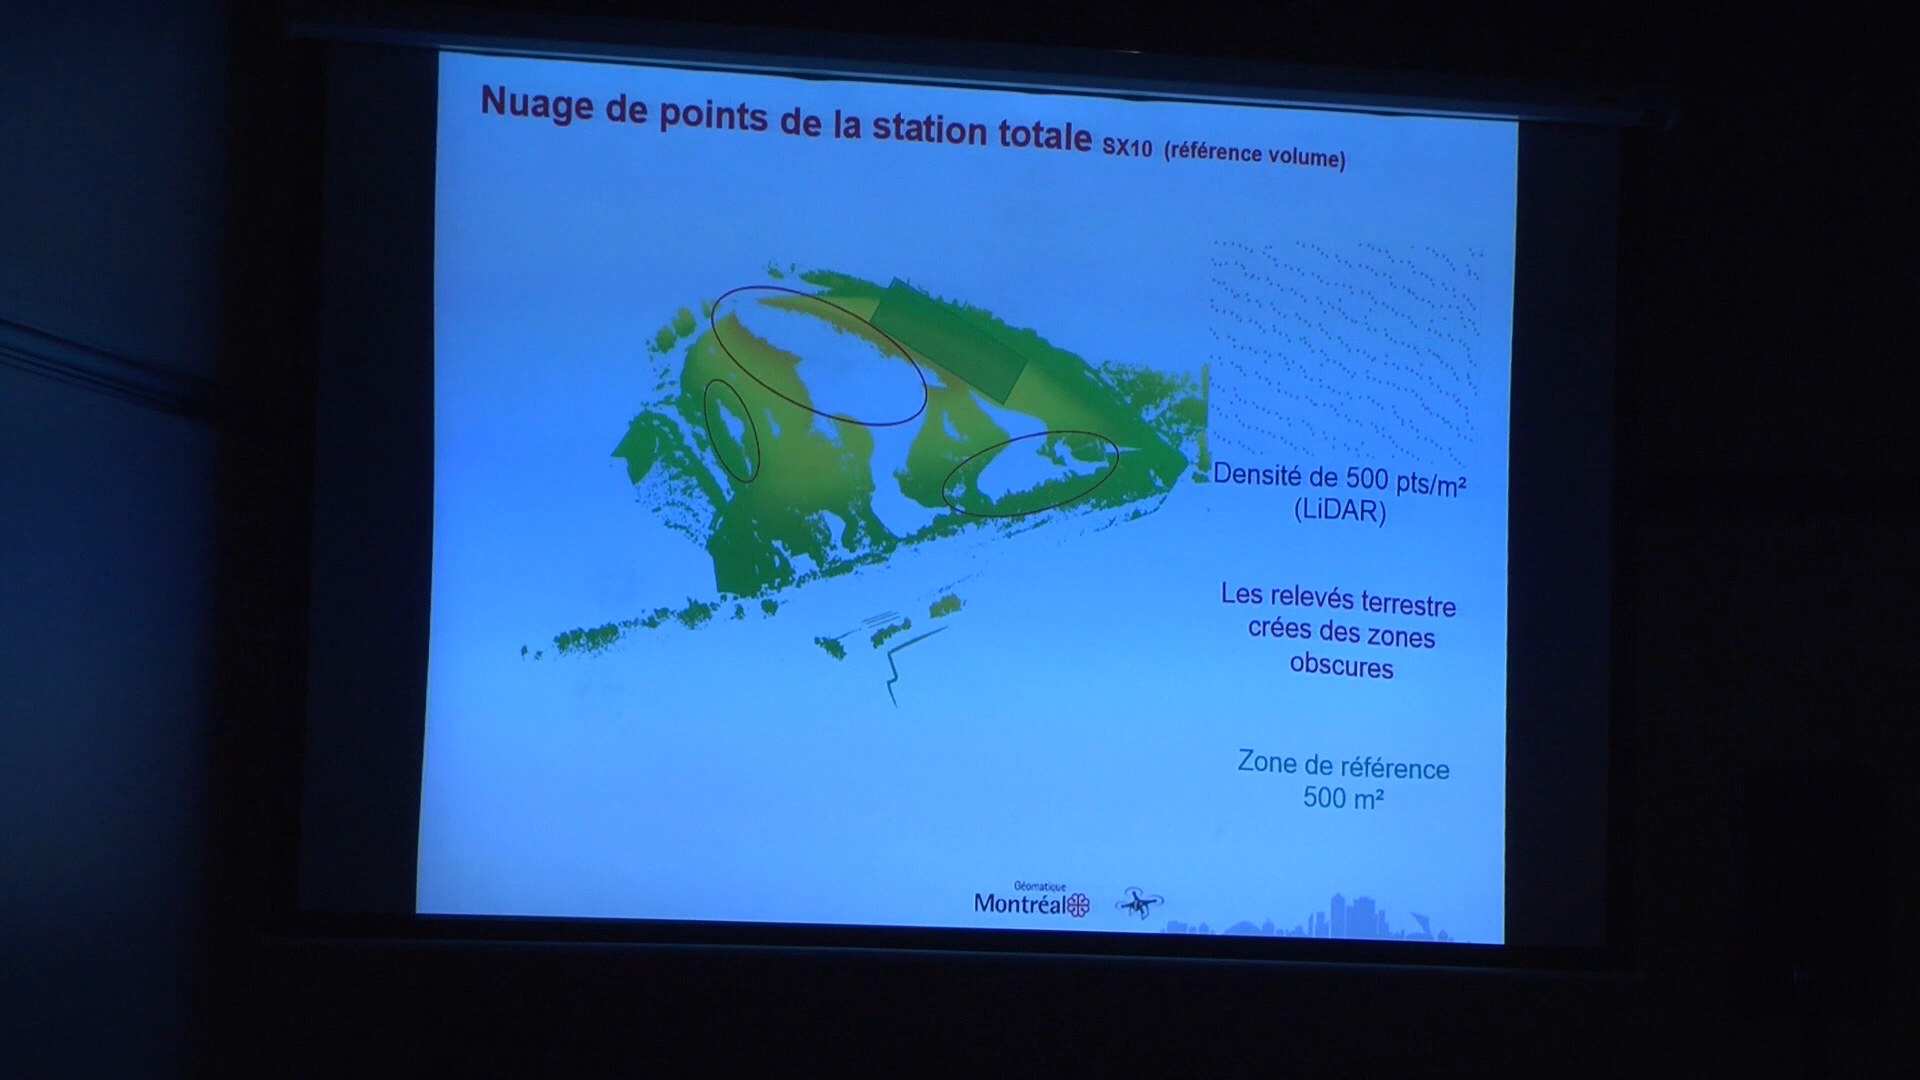 Nuage de points de la station totale SX10 (référence volume)
Densité de 500 pts/m²
(LiDAR)
Les relevés terrestre
crées des zones
obscures
Zone de référence
500 m²
Géomatique
Montréal